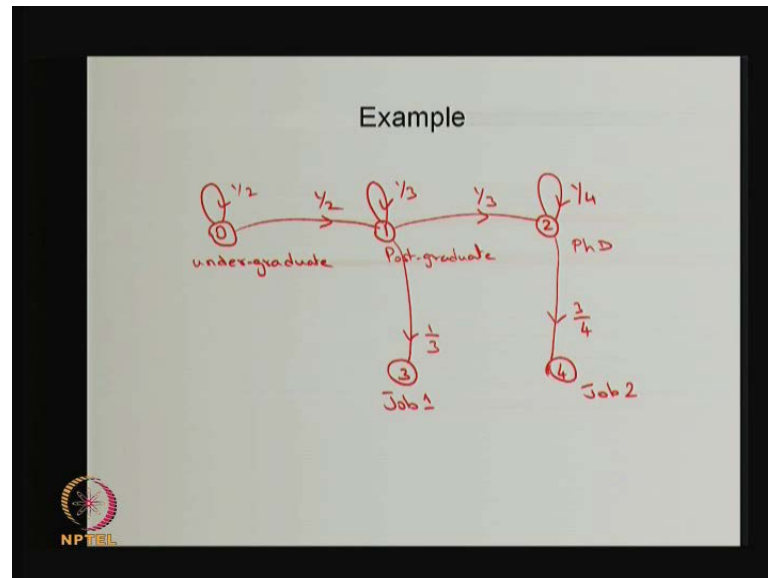 Example
1/2 1/2 1/3 1/3 1/4
0 1 2
under-graduate Post-graduate PhD
1/3 3/4
3 4
Job 1 Job 2
NPTEL